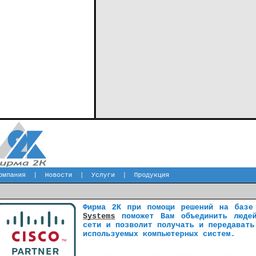 2К
ирма 2К
омпания | Новости | Услуги | Продукция
Фирма 2К при помощи решений на базе
Systems поможет Вам объединить людей
сети и позволит получать и передавать
используемых компьютерных систем.
CISCO
PARTNER